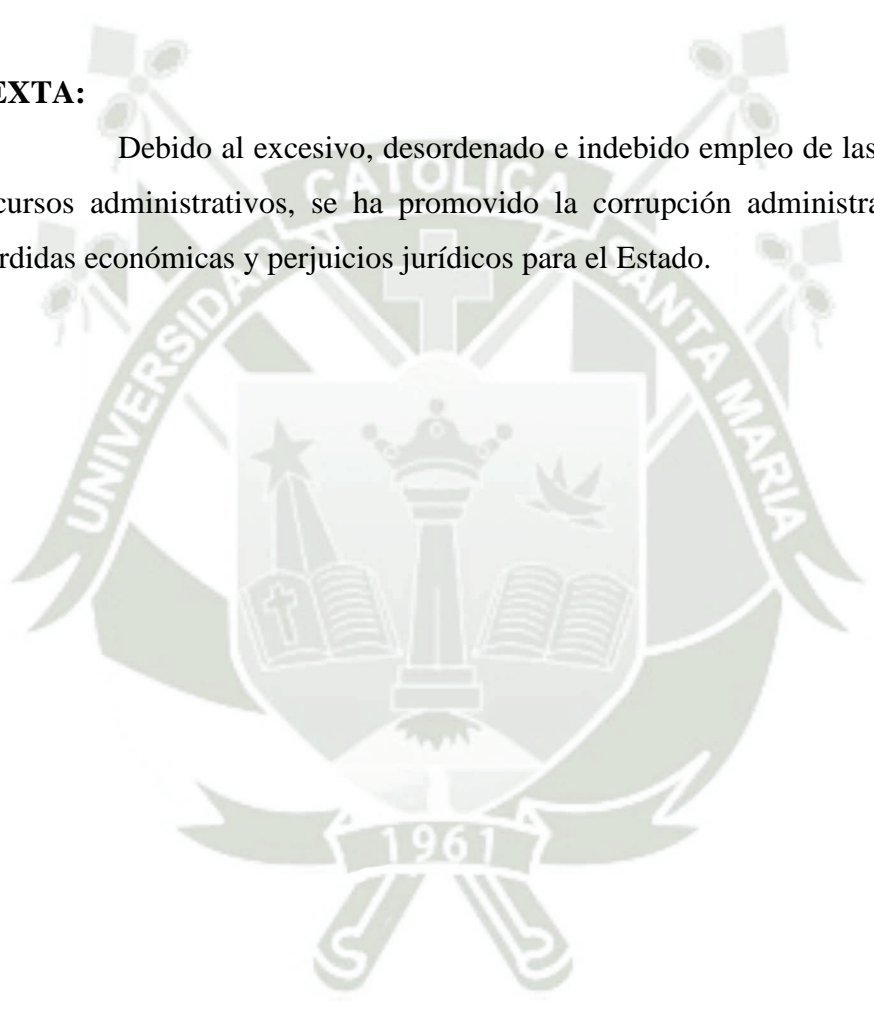 EXTA:
Debido al excesivo, desordenado e indebido empleo de las
cursos administrativos, se ha promovido la corrupción administra
rdidas económicas y perjuicios jurídicos para el Estado.
UNIVERSIDAD CATOLICA SANTA MARIA
1961